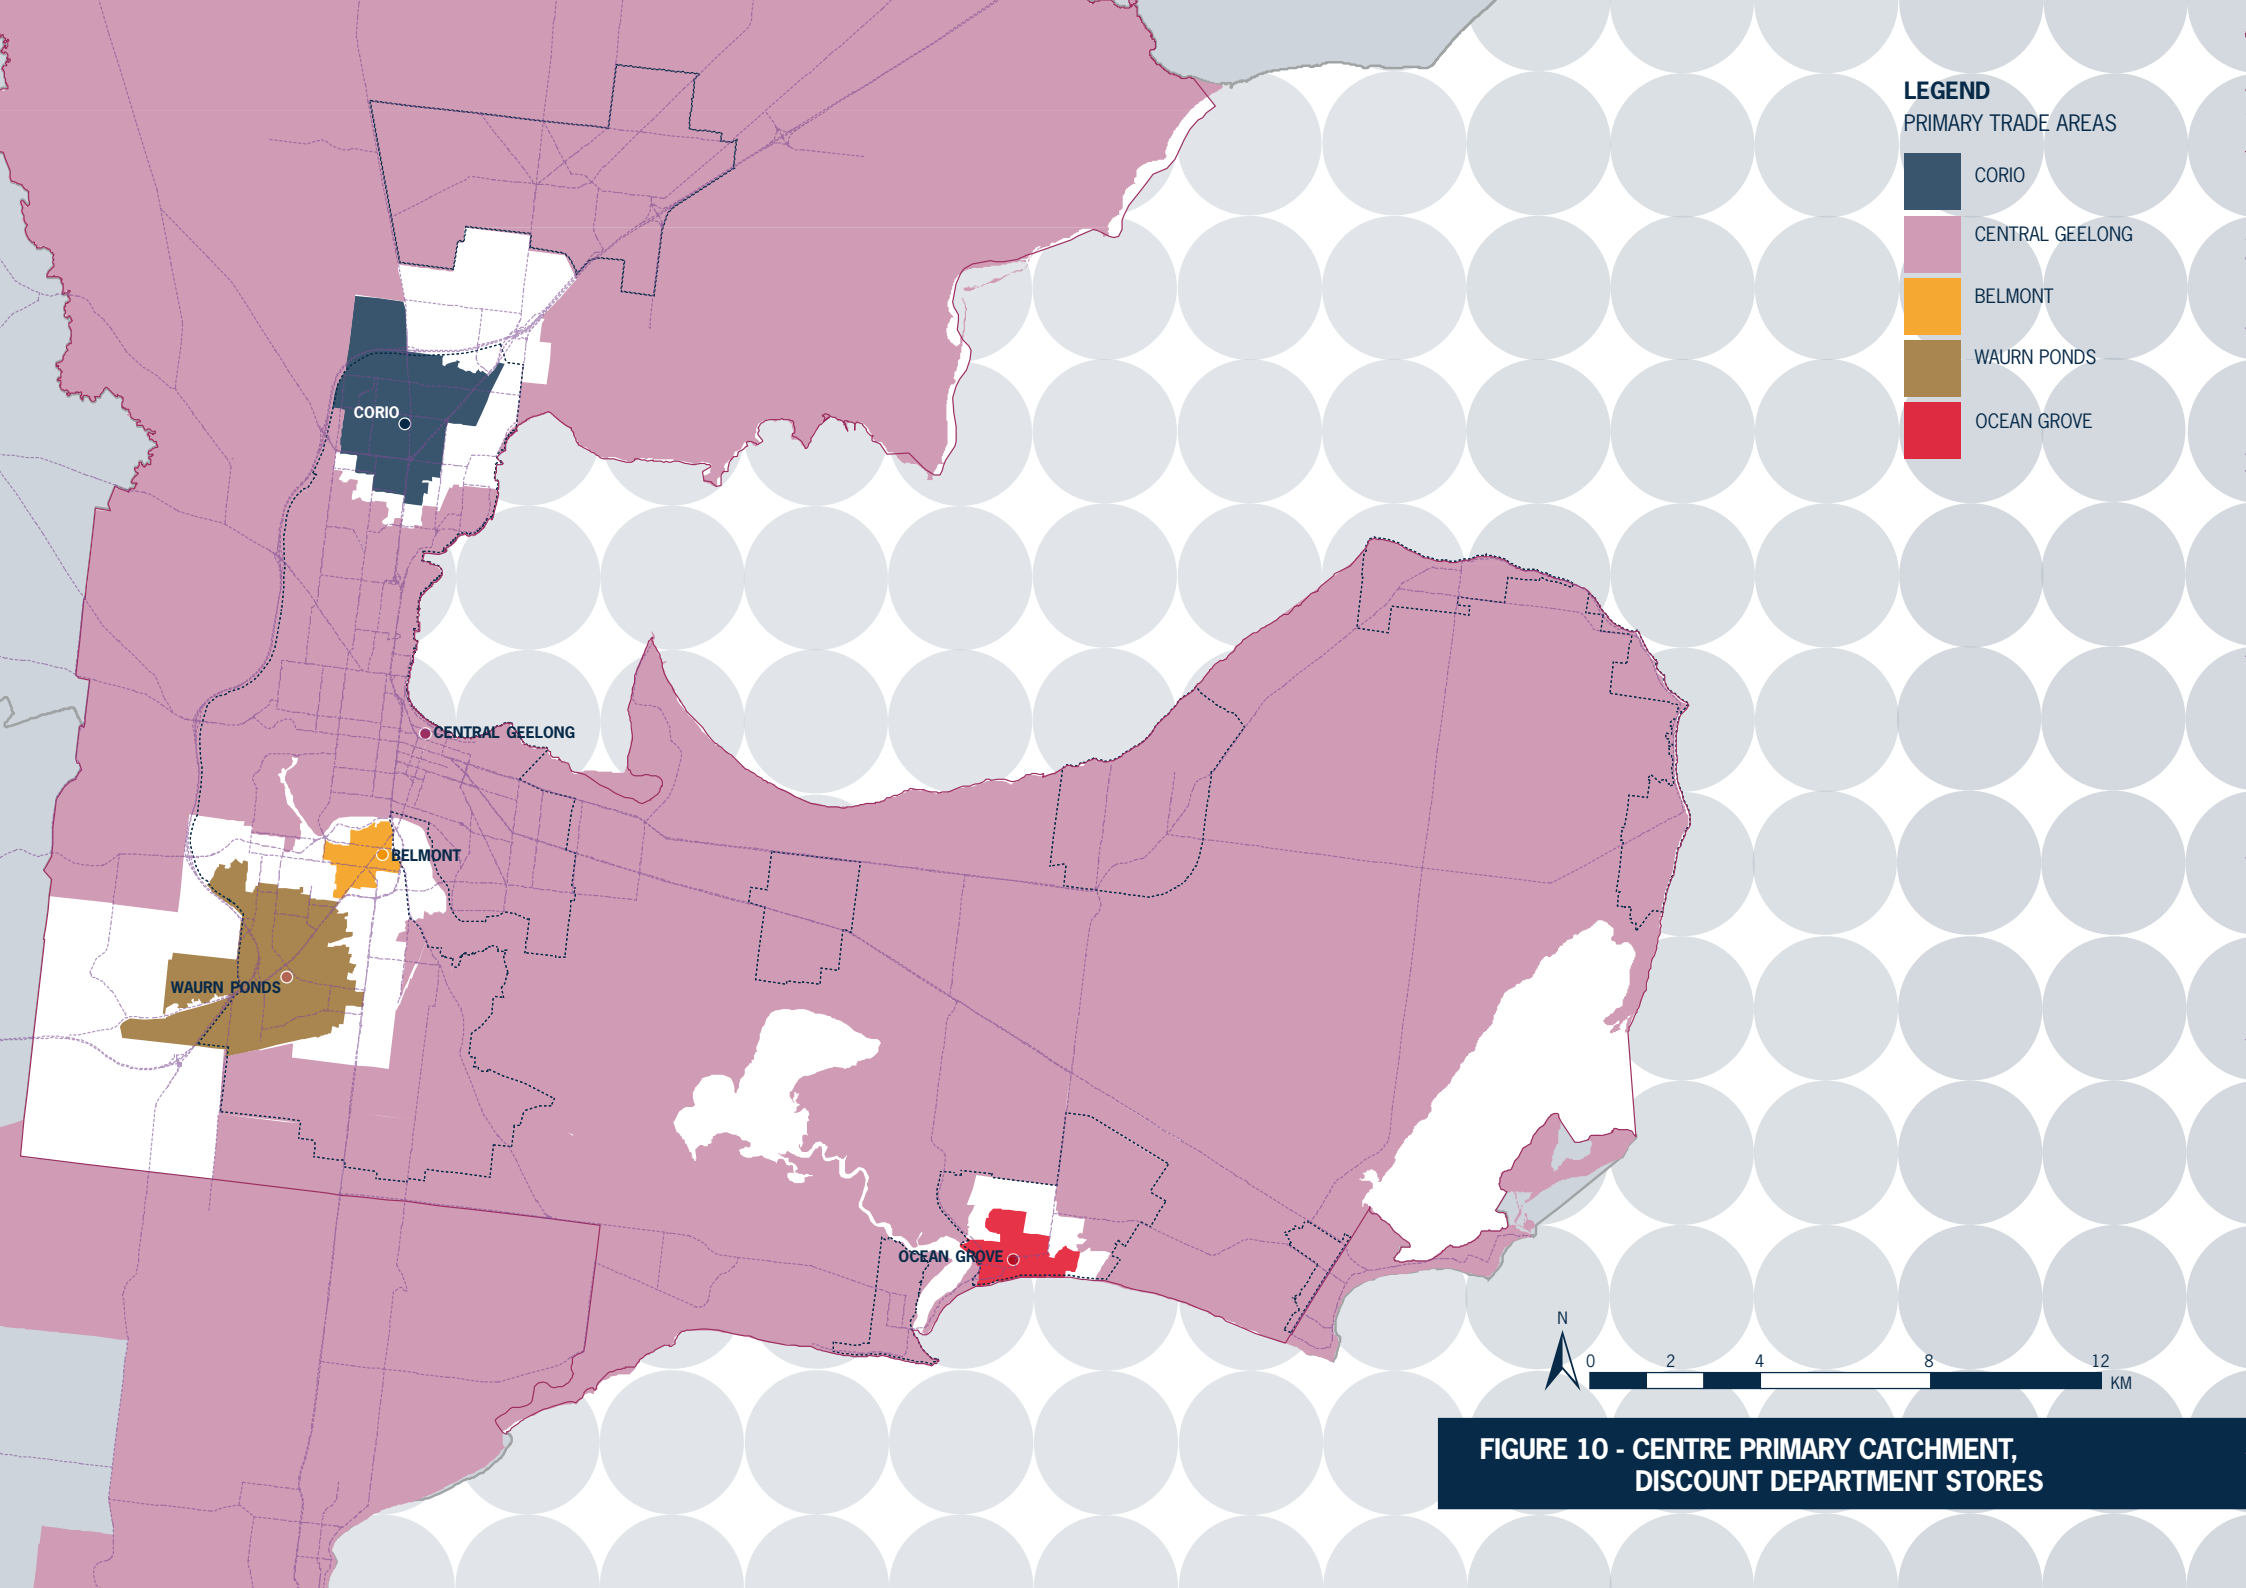 LEGEND
PRIMARY TRADE AREAS
CORIO
CENTRAL GEELONG
BELMONT
WAURN PONDS
OCEAN GROVE
CORIO
CENTRAL GEELONG
BELMONT
WAURN PONDS
OCEAN GROVE
N
0 2 4 8 12
KM
FIGURE 10 - CENTRE PRIMARY CATCHMENT,
DISCOUNT DEPARTMENT STORES